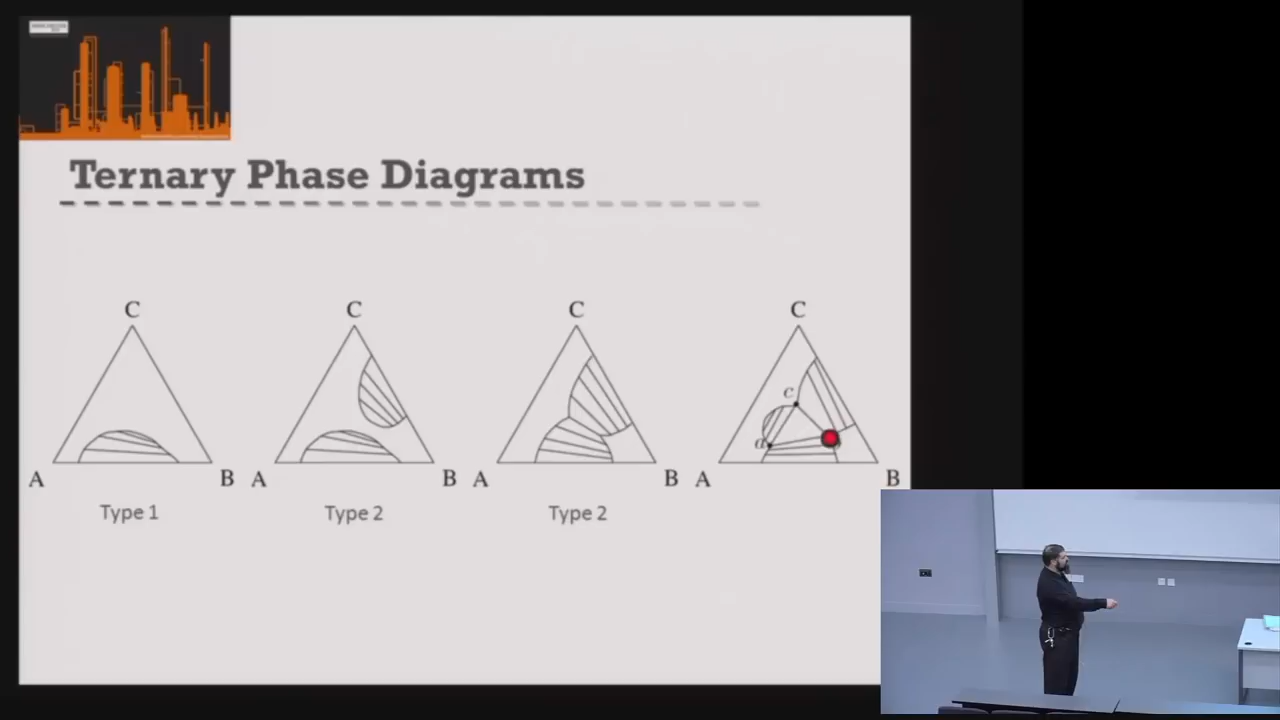 Ternary Phase Diagrams
C C C C
c
a
A B A B A B A B
Type 1 Type 2 Type 2